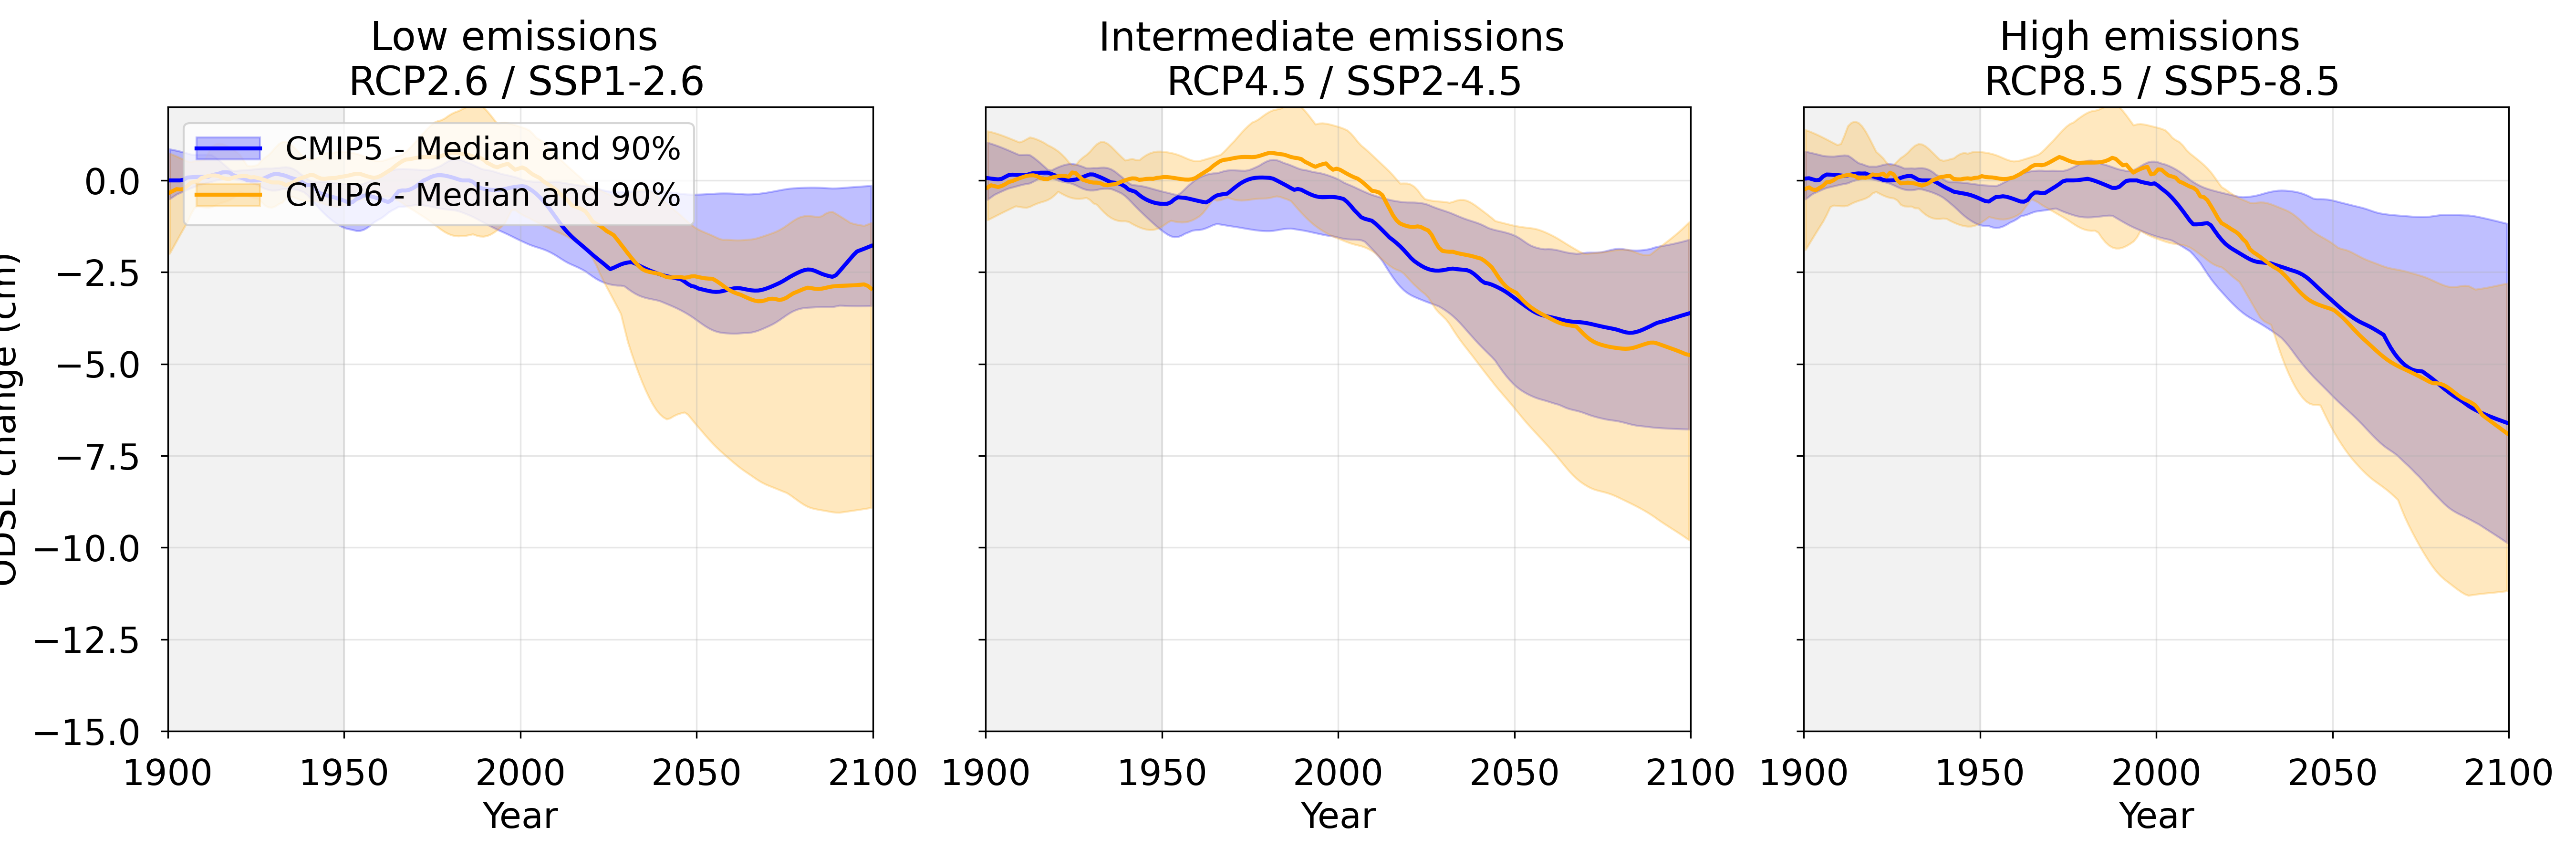 Low emissions
RCP2.6 / SSP1-2.6
Intermediate emissions
RCP4.5 / SSP2-4.5
High emissions
RCP8.5 / SSP5-8.5
CMIP5 - Median and 90%
CMIP6 - Median and 90%
ODSL change (cm)
0.0
−2.5
−5.0
−7.5
−10.0
−12.5
−15.0
1900 1950 2000 2050 2100
1900 1950 2000 2050 2100
1900 1950 2000 2050 2100
Year
Year
Year